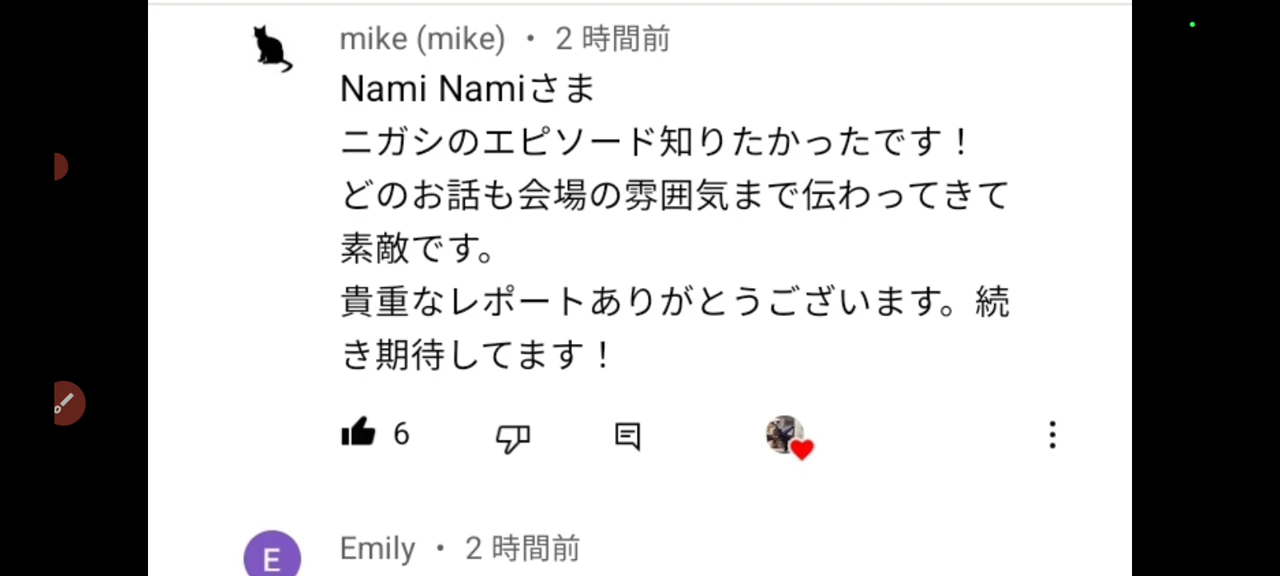 mike (mike) • 2 時間前
Nami Namiさま
ニガシのエピソード知りたかったです！
どのお話も会場の雰囲気まで伝わってきて
素敵です。
貴重なレポートありがとうございます。続
き期待してます！
6
E
Emily • 2 時間前